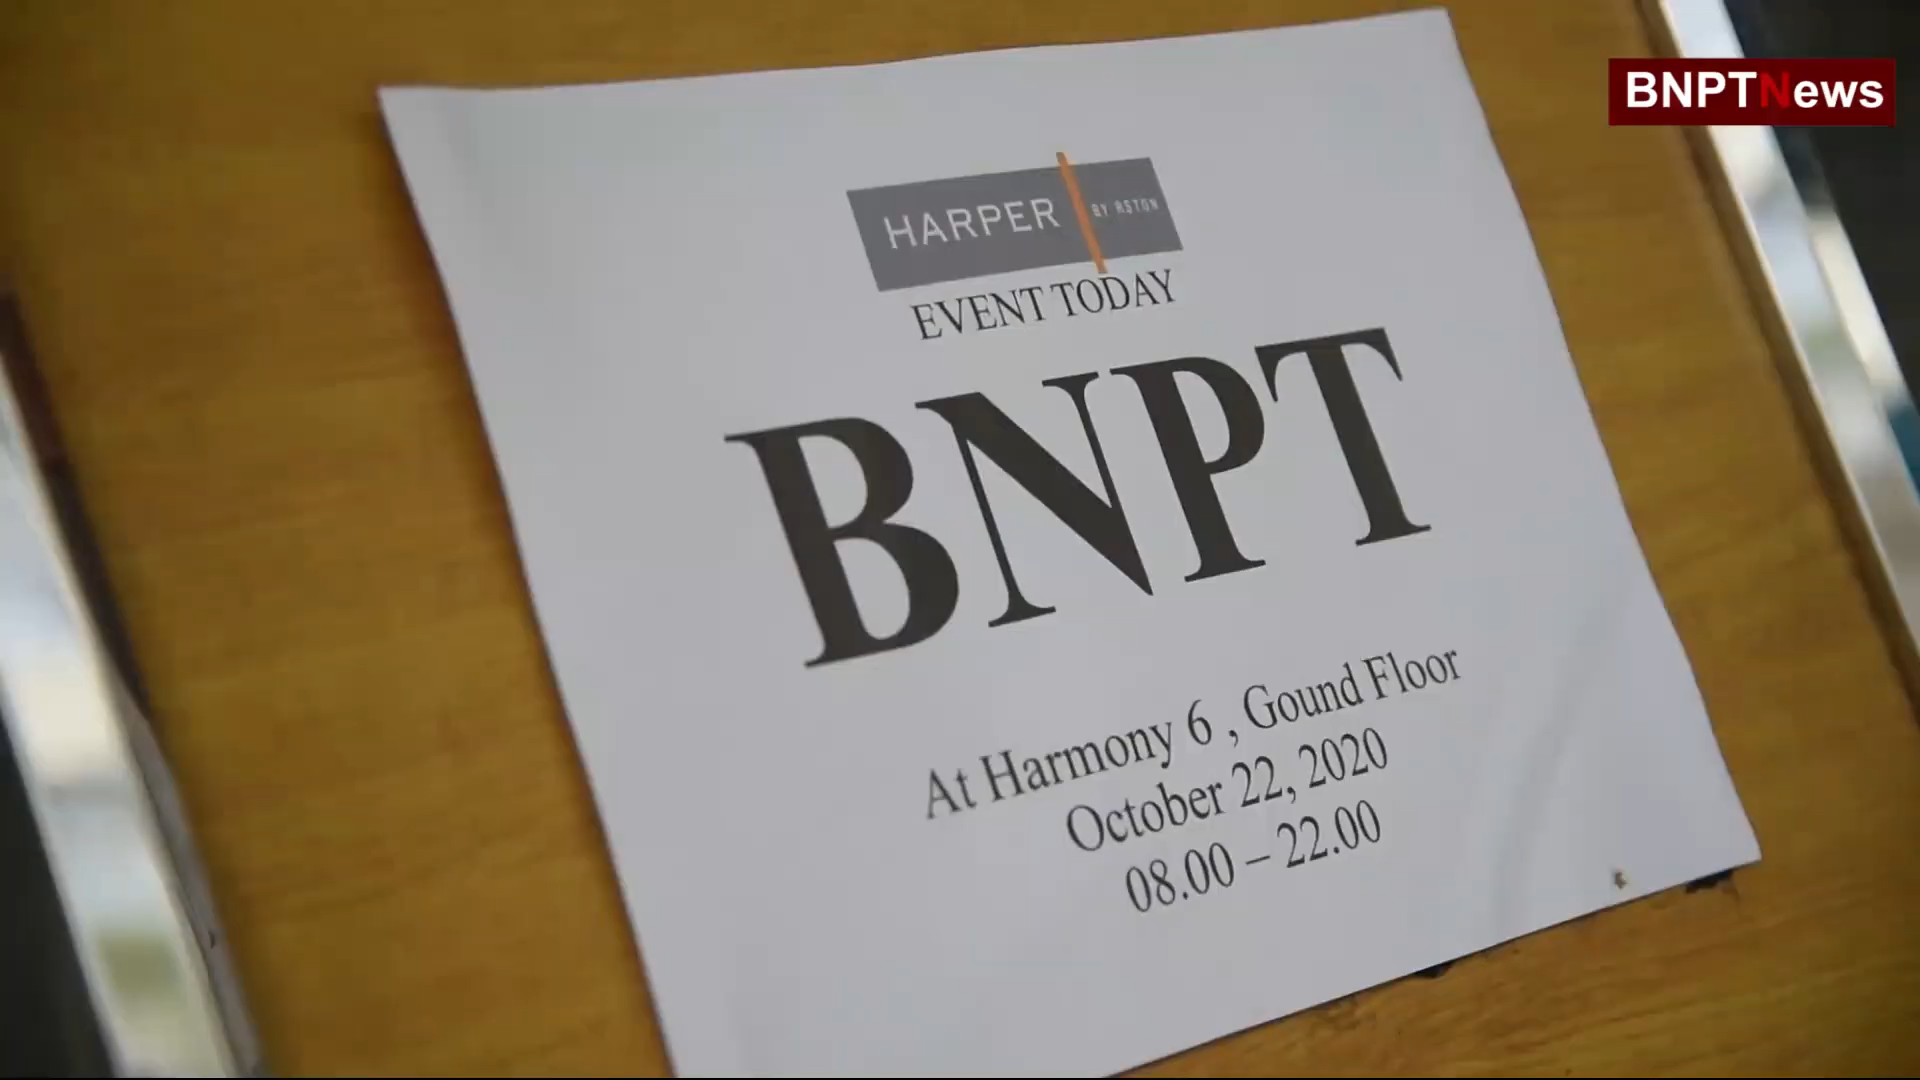 BNPTNews
HARPER BY ASTON
EVENT TODAY
BNPT
At Harmony 6 , Gound Floor
October 22, 2020
08.00 – 22.00